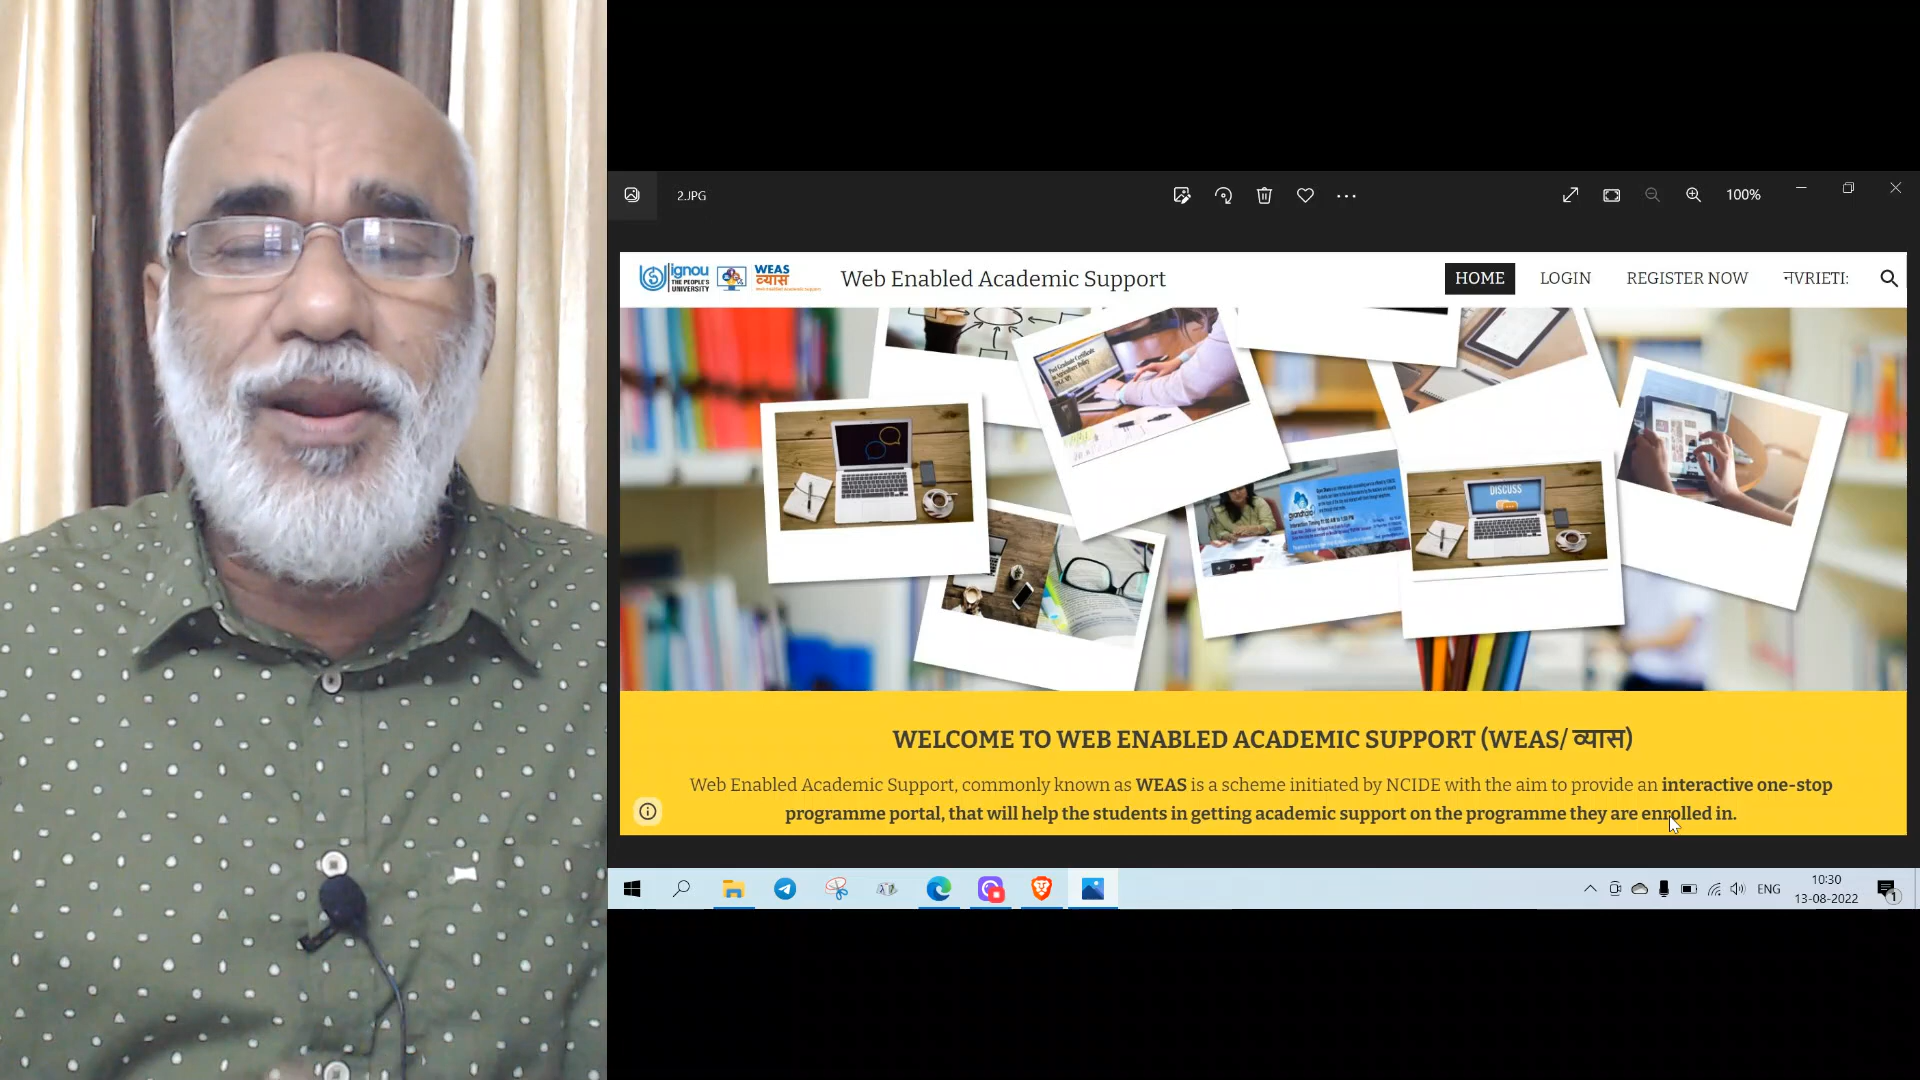 2.JPG
100%
ignou
THE PEOPLE'S
UNIVERSITY
WEAS
व्यास
Web Enabled Academic Support
HOME
LOGIN
REGISTER NOW
DISCUSS
gyandhara
WELCOME TO WEB ENABLED ACADEMIC SUPPORT (WEAS/ व्यास)
Web Enabled Academic Support, commonly known as WEAS is a scheme initiated by NCIDE with the aim to provide an interactive one-stop
programme portal, that will help the students in getting academic support on the programme they are enrolled in.
ENG
10:30
13-08-2022
1